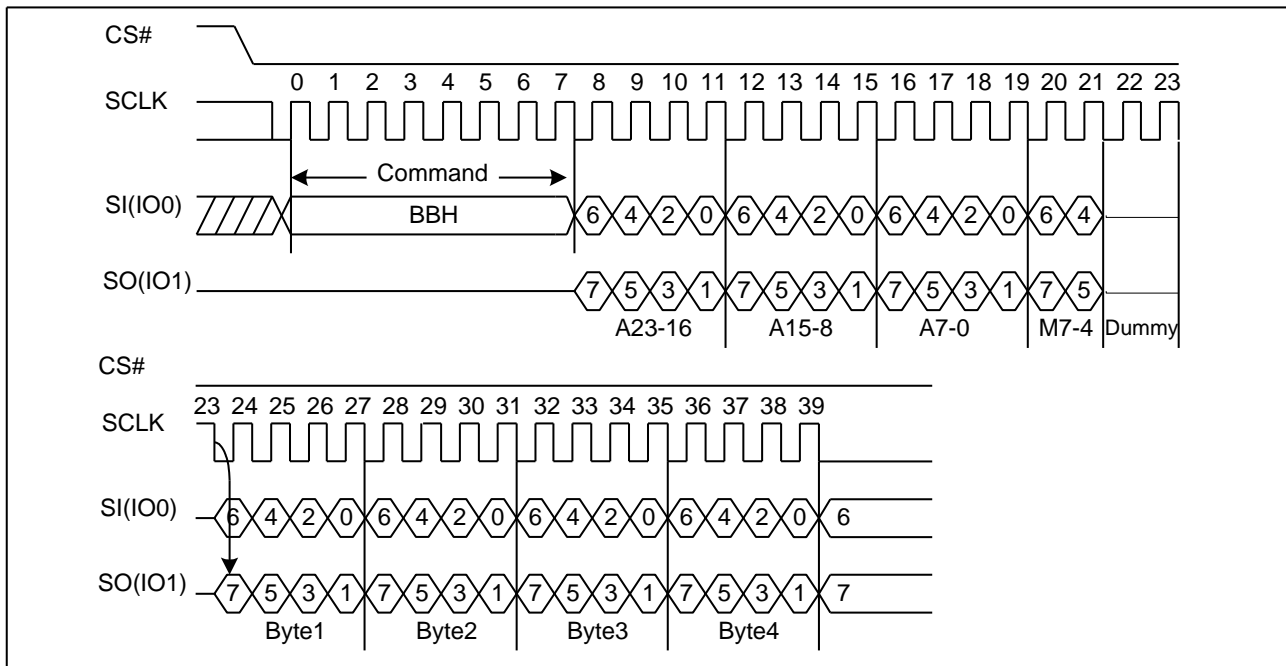 CS#
0 1 2 3 4 5 6 7 8 9 10 11 12 13 14 15 16 17 18 19 20 21 22 23
SCLK
Command
SI(IO0)
BBH
6 4 2 0 6 4 2 0 6 4 2 0 6 4
SO(IO1)
7 5 3 1 7 5 3 1 7 5 3 1 7 5
A23-16 A15-8 A7-0 M7-4 Dummy
CS#
23 24 25 26 27 28 29 30 31 32 33 34 35 36 37 38 39
SCLK
SI(IO0)
6 4 2 0 6 4 2 0 6 4 2 0 6 4 2 0 6
SO(IO1)
7 5 3 1 7 5 3 1 7 5 3 1 7 5 3 1 7
Byte1 Byte2 Byte3 Byte4